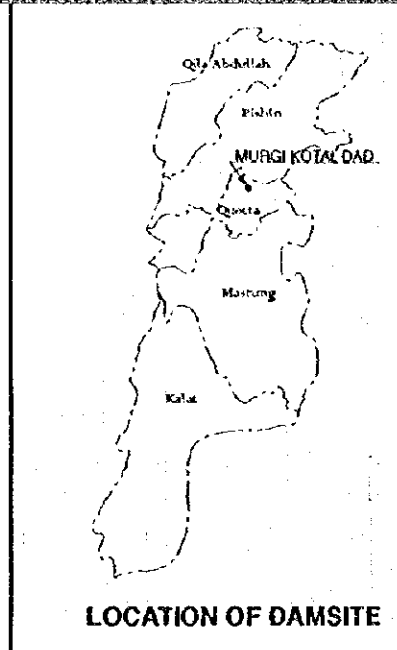 Qila Abdullah
Pishin
MURGI KOTAL DAD..
Quetta
Mastung
Kalat
LOCATION OF DAMSITE